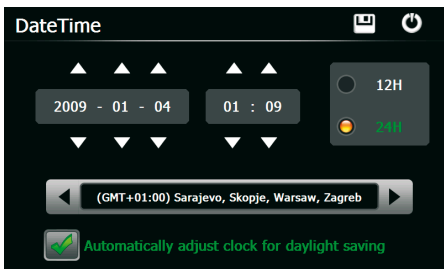 DateTime
2009 - 01 - 04
01 : 09
12H
24H
(GMT+01:00) Sarajevo, Skopje, Warsaw, Zagreb
Automatically adjust clock for daylight saving